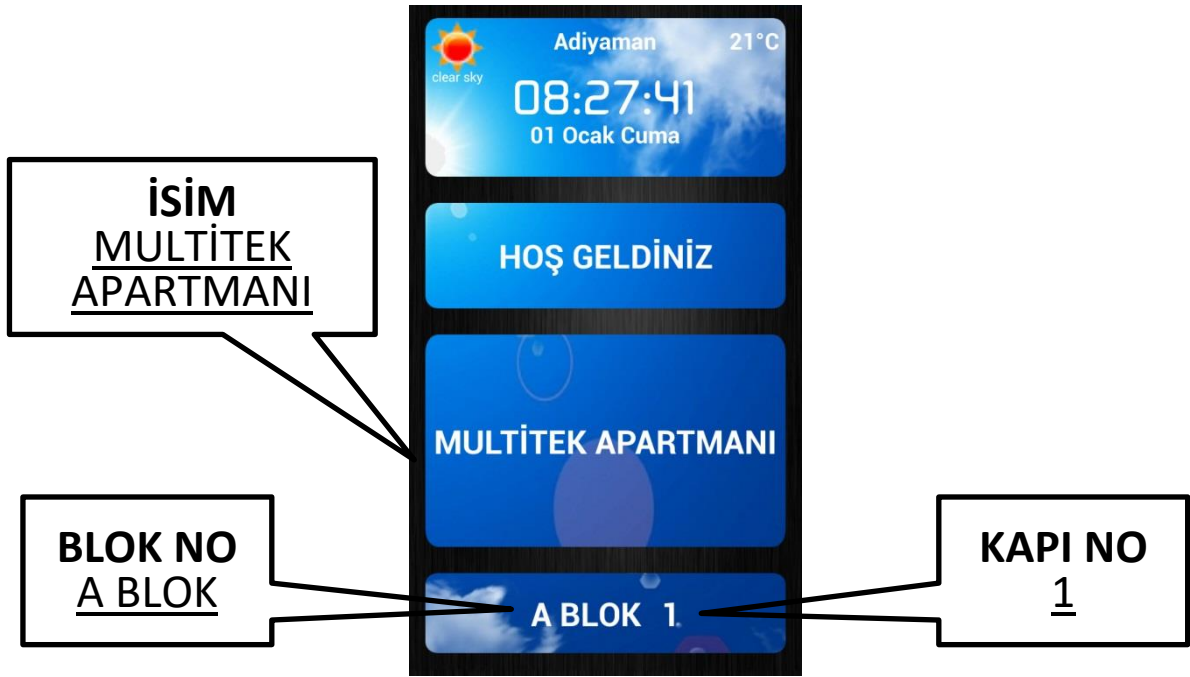 Adiyaman
21°C
clear sky
08:27:41
01 Ocak Cuma
İSİM
MULTİTEK
APARTMANI
HOŞ GELDİNİZ
MULTİTEK APARTMANI
BLOK NO
A BLOK
A BLOK 1
KAPI NO
1